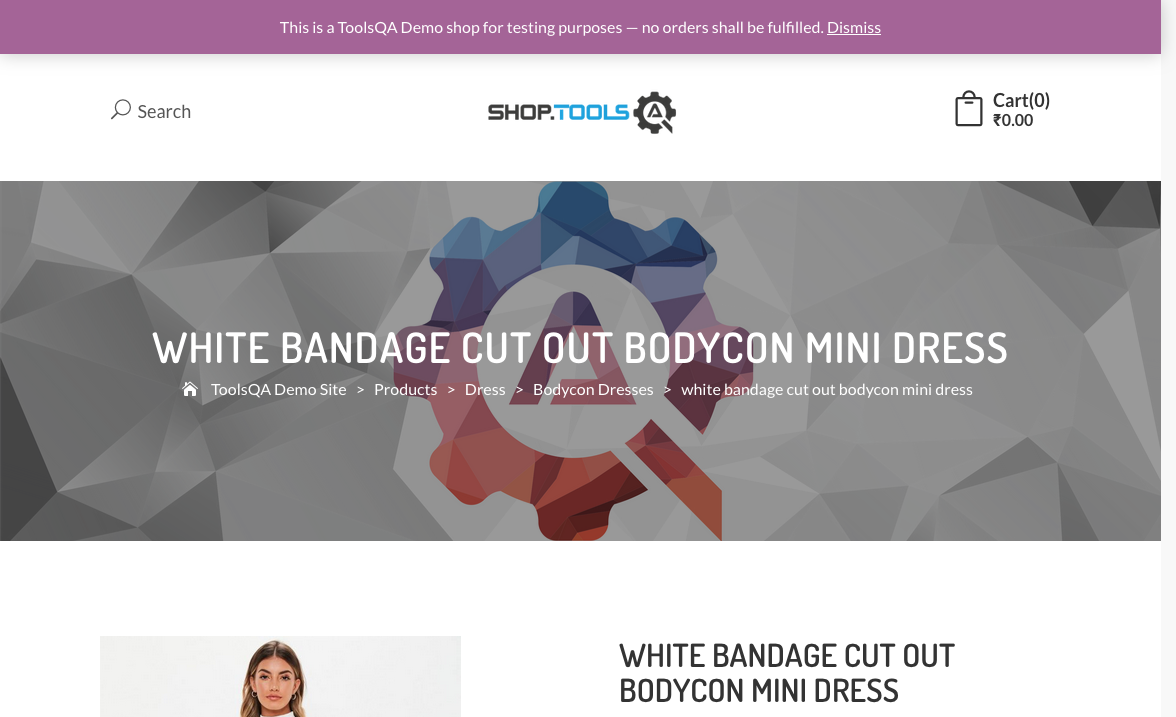 This is a ToolsQA Demo shop for testing purposes — no orders shall be fulfilled. Dismiss
Search
SHOP.TOOLS
Cart(0)
₹0.00
A
WHITE BANDAGE CUT OUT BODYCON MINI DRESS
ToolsQA Demo Site > Products > Dress > Bodycon Dresses > white bandage cut out bodycon mini dress
WHITE BANDAGE CUT OUT
BODYCON MINI DRESS